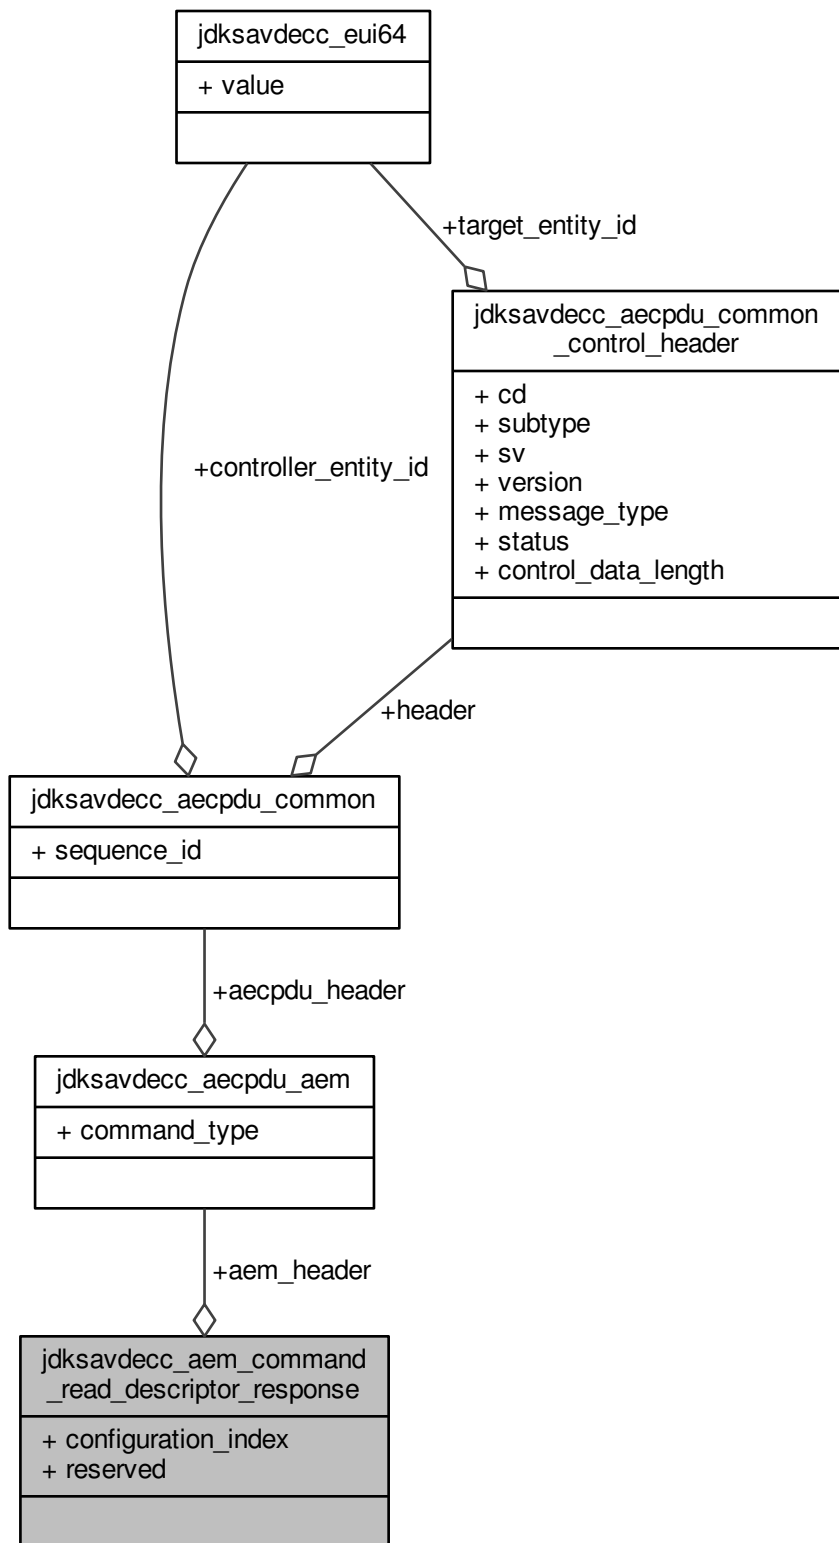 jdksavdecc_eui64
+ value
+target_entity_id
jdksavdecc_aecpdu_common
_control_header
+ cd
+ subtype
+ sv
+ version
+ message_type
+ status
+ control_data_length
+controller_entity_id
+header
jdksavdecc_aecpdu_common
+ sequence_id
+aecpdu_header
jdksavdecc_aecpdu_aem
+ command_type
+aem_header
jdksavdecc_aem_command
_read_descriptor_response
+ configuration_index
+ reserved